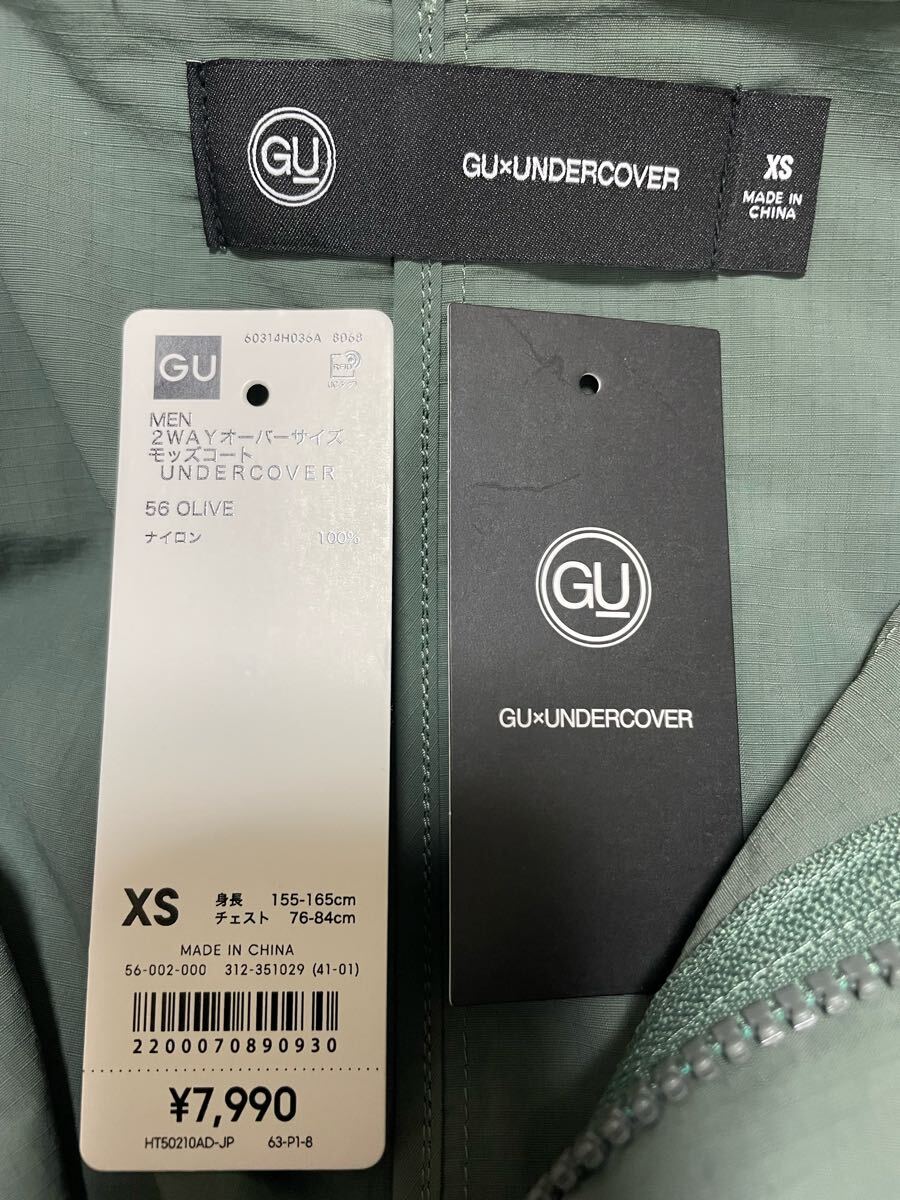 GU
GU×UNDERCOVER
XS
MADE IN
CHINA
60314H036A 8068
GU
RFID
MEN
2WAYオーバーサイズ
モッズコート
UNDERCOVER
56 OLIVE
ナイロン 100%
XS 身長 155-165cm
チェスト 76-84cm
MADE IN CHINA
56-002-000 312-351029 (41-01)
2200070890930
¥7,990
HT50210AD-JP 63-P1-8
GU
GU×UNDERCOVER